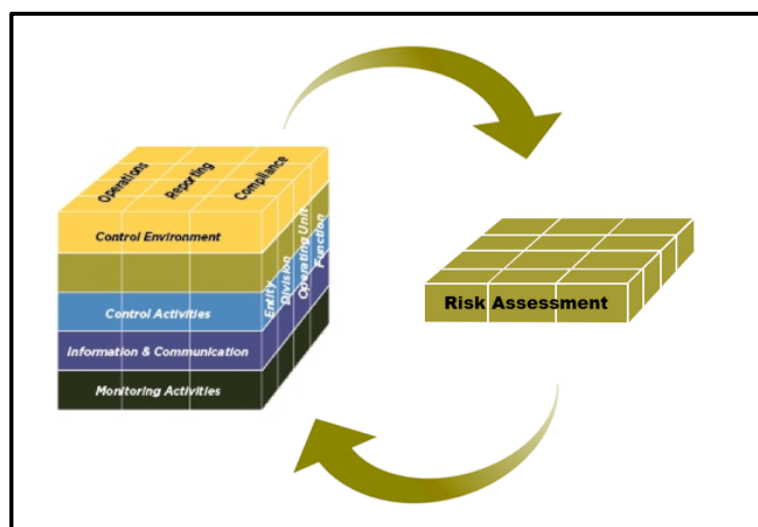 Operations
Reporting
Compliance
Control Environment
Control Activities
Information & Communication
Monitoring Activities
Entity
Division
Operating Unit
Function
Risk Assessment